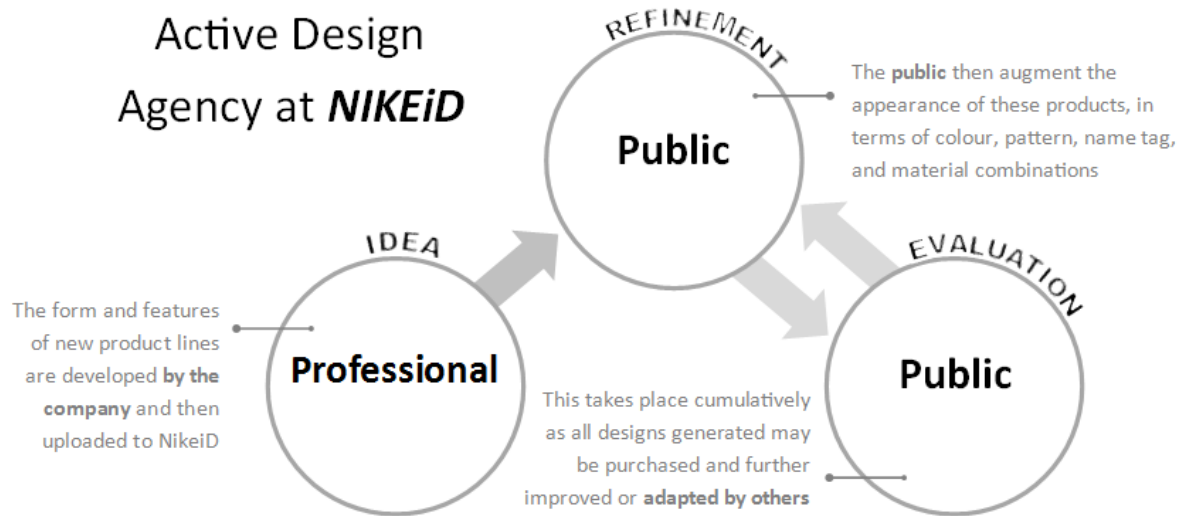 Active Design
Agency at NIKEiD
REFINEMENT
Public
The public then augment the
appearance of these products, in
terms of colour, pattern, name tag,
and material combinations
IDEA
Professional
The form and features
of new product lines
are developed by the
company and then
uploaded to NikeiD
EVALUATION
Public
This takes place cumulatively
as all designs generated may
be purchased and further
improved or adapted by others